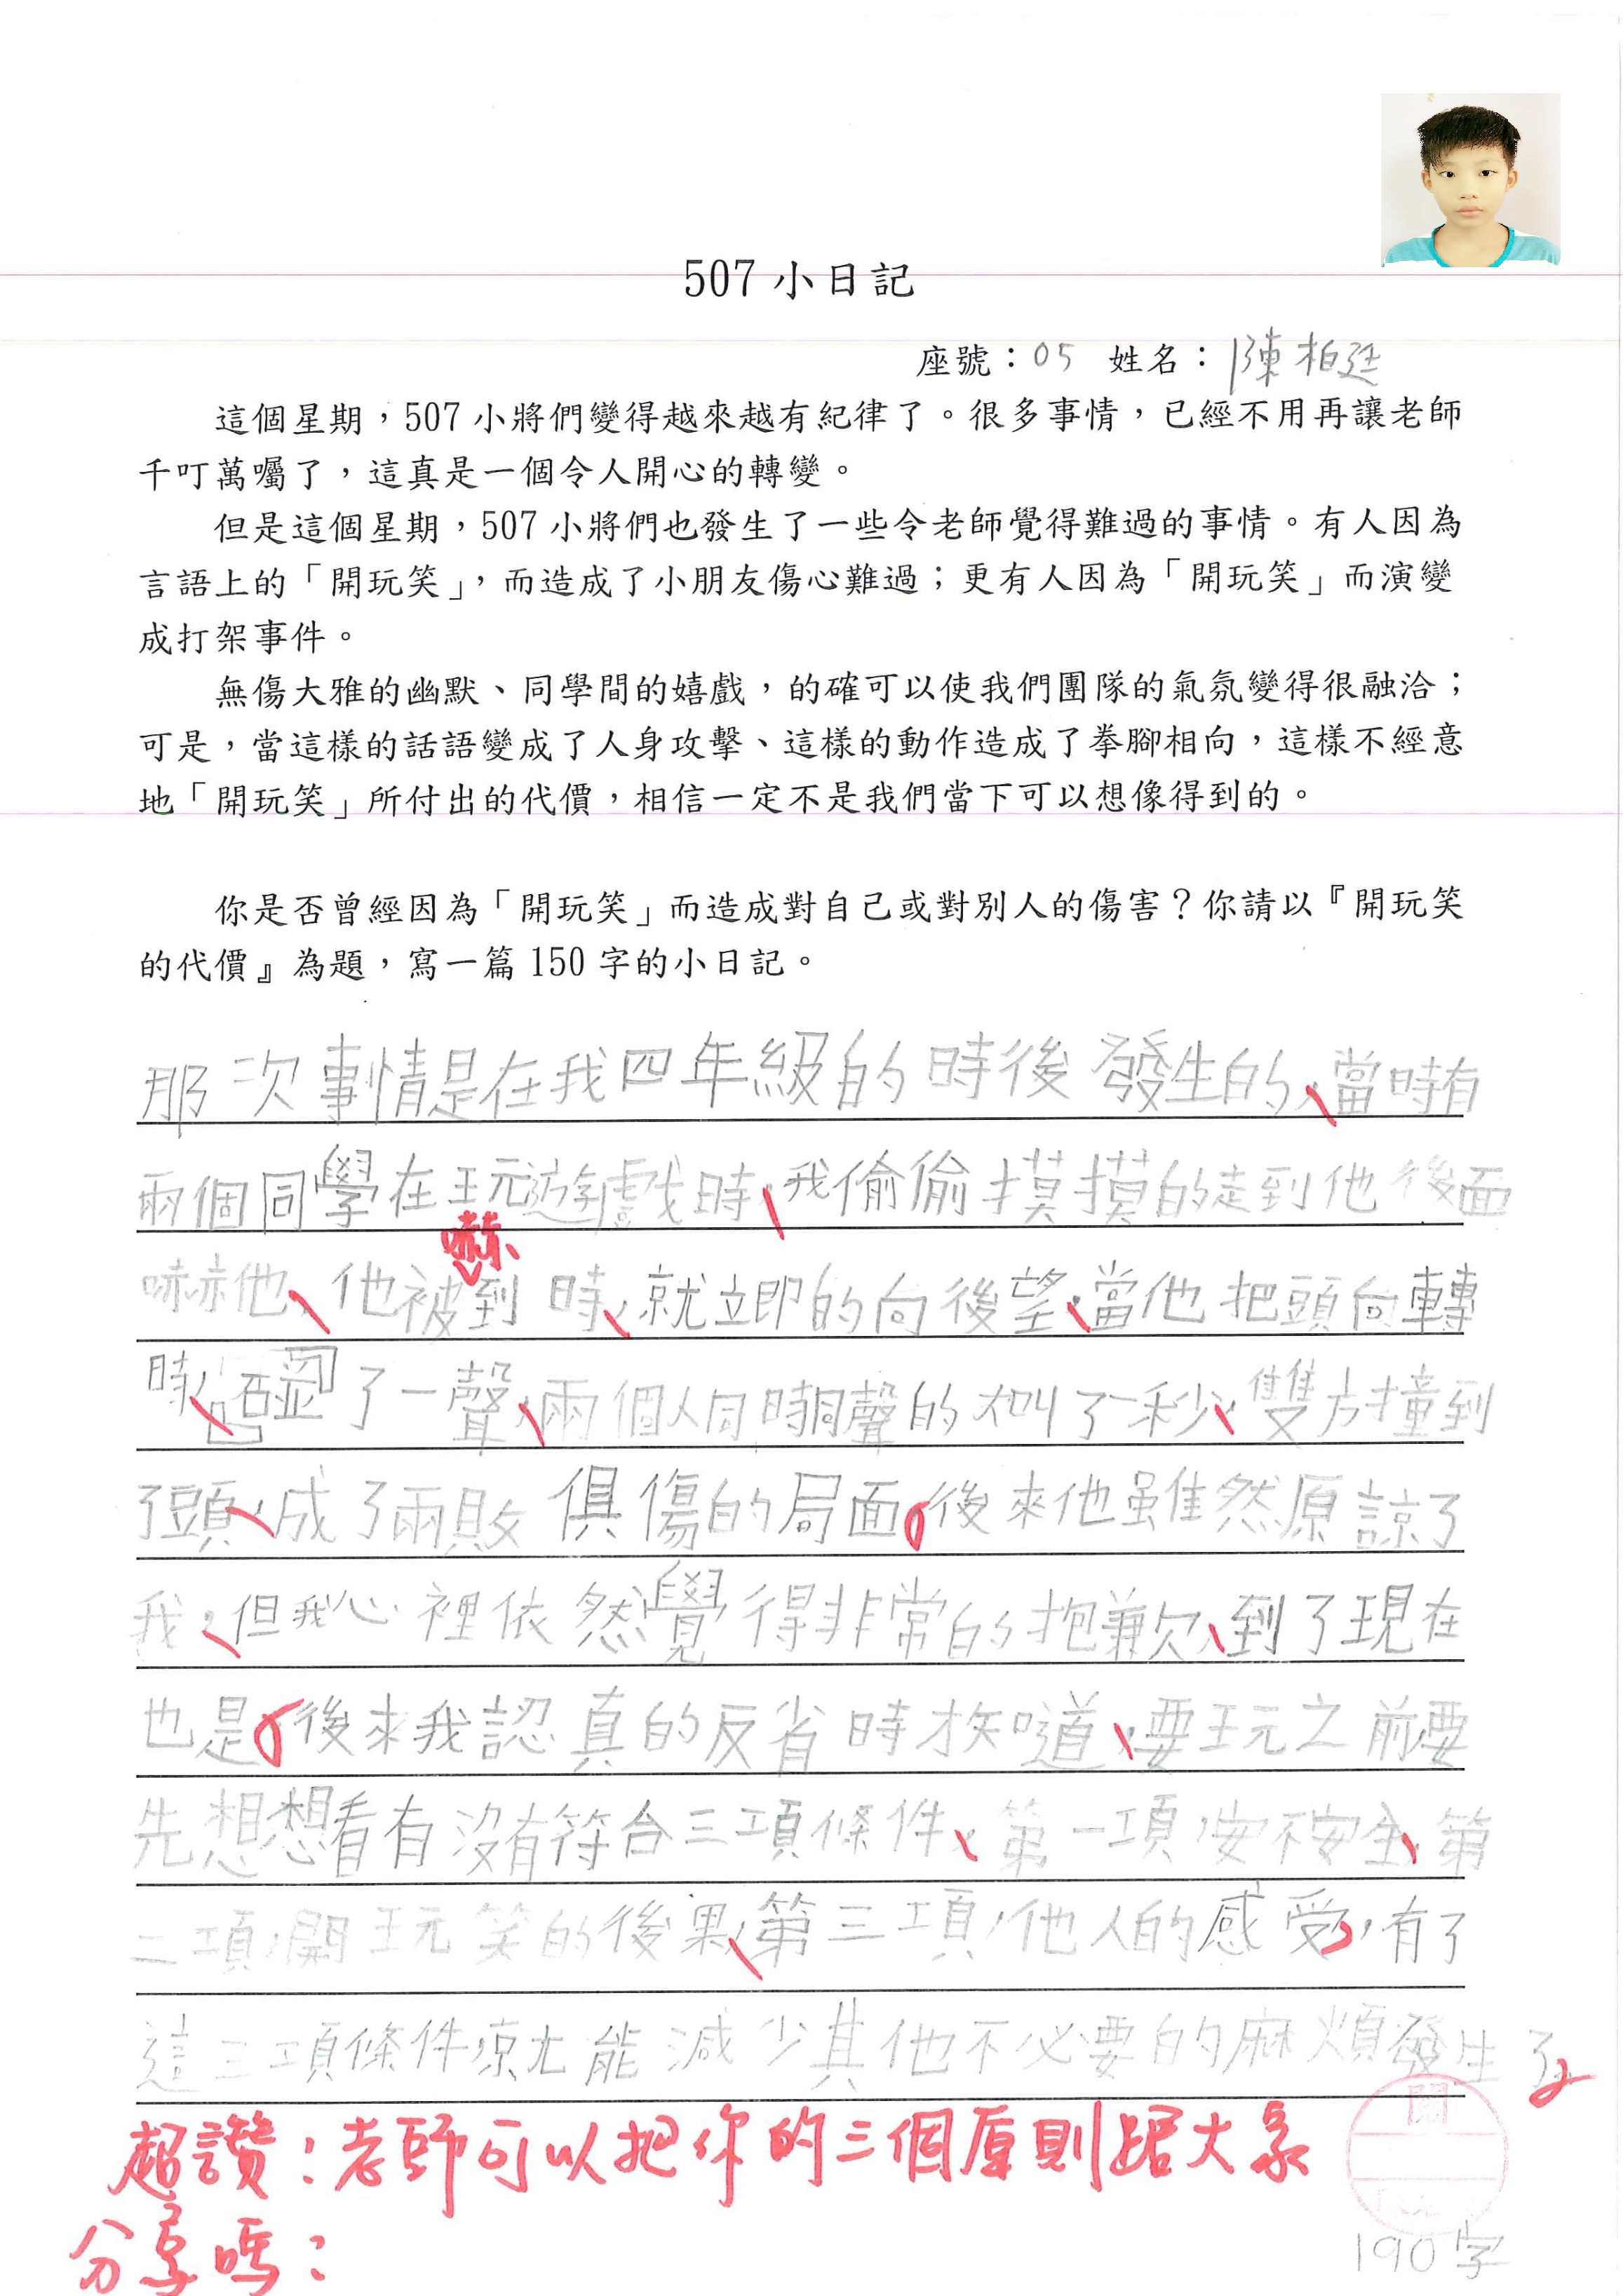 507 小日記
座號：05 姓名：陳柏廷
這個星期，507 小將們變得越來越有紀律了。很多事情，已經不用再讓老師
千叮萬囑了，這真是一個令人開心的轉變。
但是這個星期，507 小將們也發生了一些令老師覺得難過的事情。有人因為
言語上的「開玩笑」，而造成了小朋友傷心難過；更有人因為「開玩笑」而演變
成打架事件。
無傷大雅的幽默、同學間的嬉戲，的確可以使我們團隊的氣氛變得很融洽；
可是，當這樣的話語變成了人身攻擊、這樣的動作造成了拳腳相向，這樣不經意
地「開玩笑」所付出的代價，相信一定不是我們當下可以想像得到的。
你是否曾經因為「開玩笑」而造成對自己或對別人的傷害？你請以『開玩笑
的代價』為題，寫一篇 150 字的小日記。
那次事情是在我四年級的時後發生的，當時有
兩個同學在玩遊戲時，我偷偷摸摸的走到他後面
嚇他，他被嚇到時，就立即的向後望，當他把頭向轉
時，「碰」了一聲，兩個人同時同聲的大叫了一秒，雙方撞到
了頭，成了兩敗俱傷的局面。後來他雖然原諒了
我，但我心裡依然覺得非常的抱歉，到了現在
也是。後來我認真的反省時才知道，要玩之前要
先想想看有沒有符合三項條件，第一項，安不安全，第
二項，開玩笑的後果，第三項，他人的感受，有了
這三項條件就能減少其他不必要的麻煩發生了。
超讚！老師可以把你的三個原則跟大家
分享嗎？
閱
190字